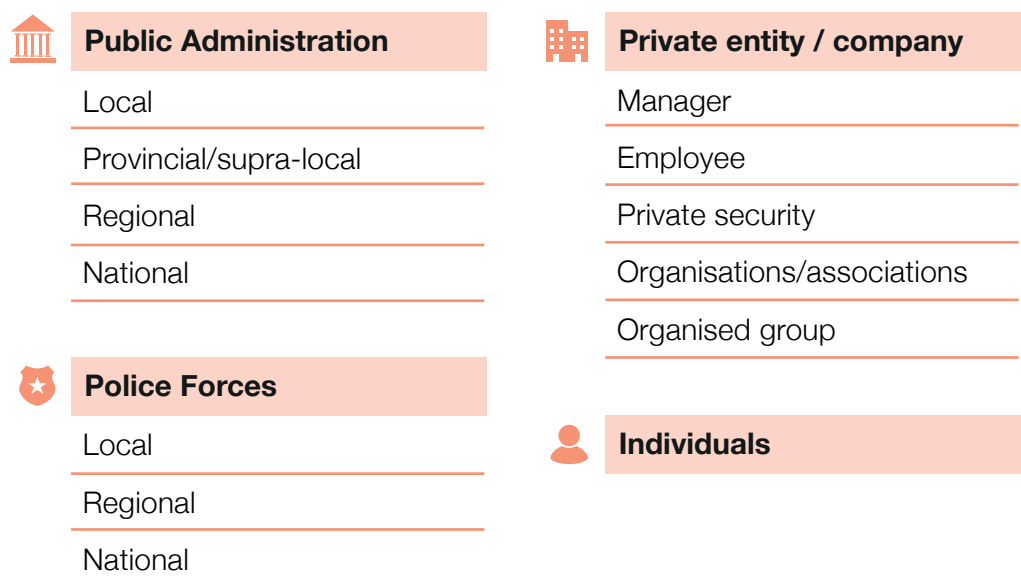 Public Administration
Local
Provincial/supra-local
Regional
National
Police Forces
Local
Regional
National
Private entity / company
Manager
Employee
Private security
Organisations/associations
Organised group
Individuals